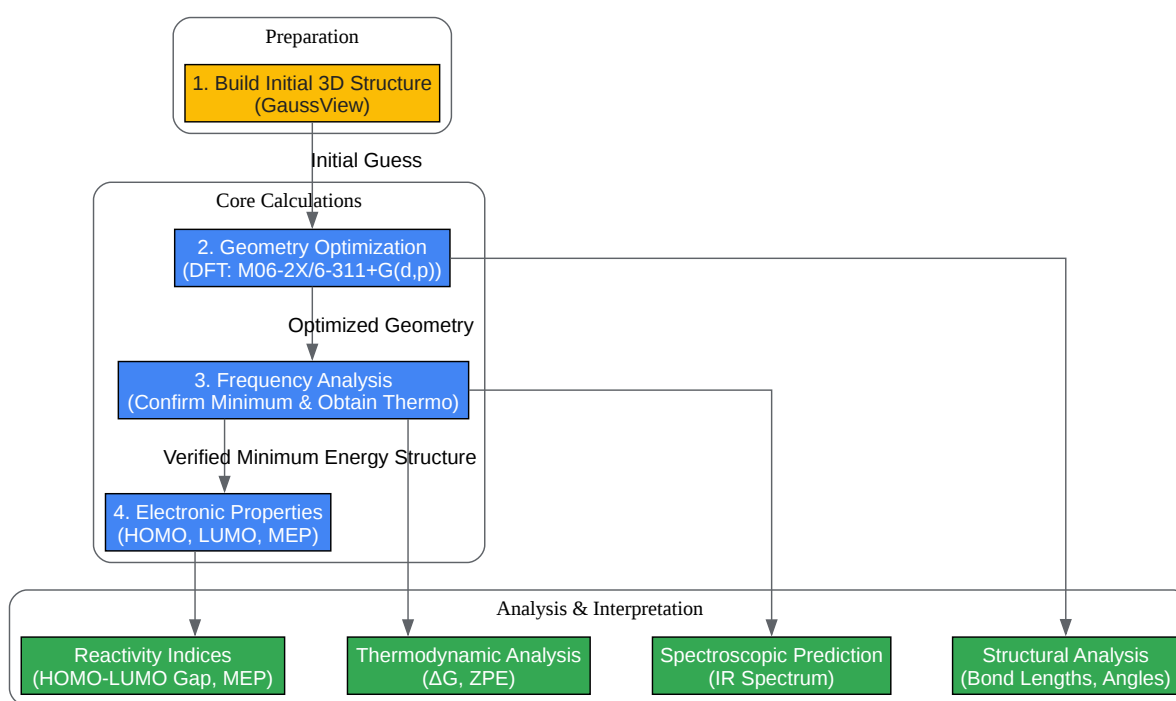 Preparation
1. Build Initial 3D Structure
(GaussView)
Initial Guess
Core Calculations
2. Geometry Optimization
(DFT: M06-2X/6-311+G(d,p))
Optimized Geometry
3. Frequency Analysis
(Confirm Minimum & Obtain Thermo)
Verified Minimum Energy Structure
4. Electronic Properties
(HOMO, LUMO, MEP)
Analysis & Interpretation
Reactivity Indices
(HOMO-LUMO Gap, MEP)
Thermodynamic Analysis
(ΔG, ZPE)
Spectroscopic Prediction
(IR Spectrum)
Structural Analysis
(Bond Lengths, Angles)